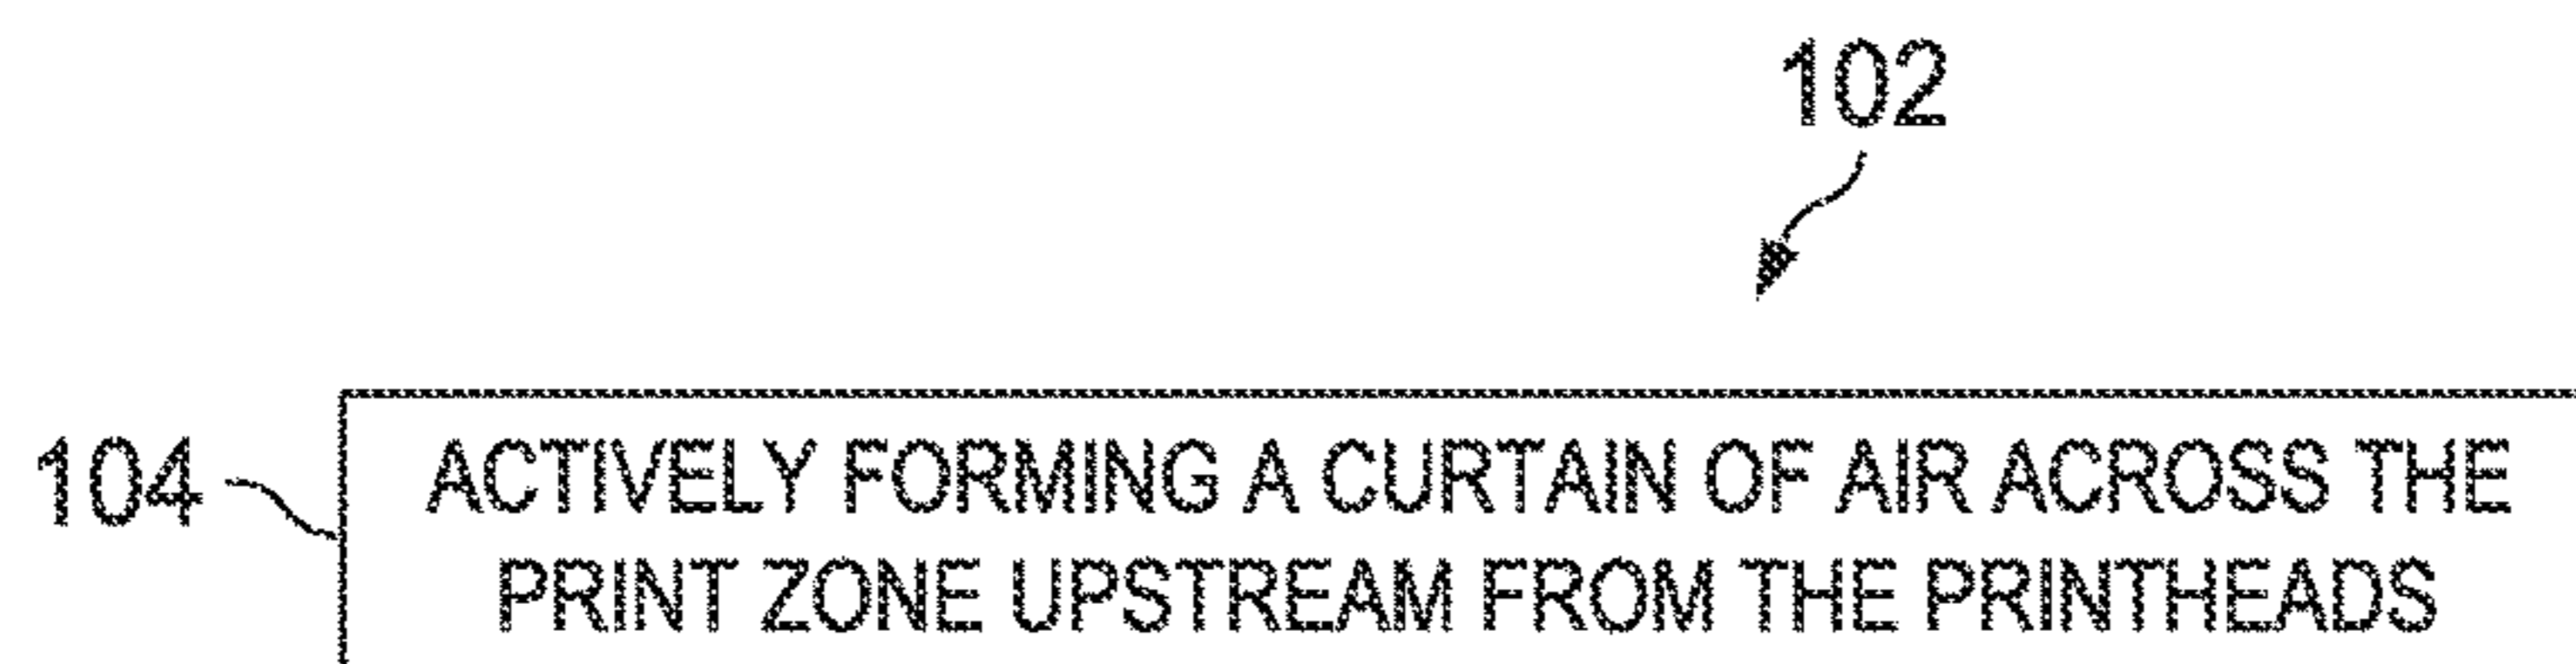 102
104
ACTIVELY FORMING A CURTAIN OF AIR ACROSS THE
PRINT ZONE UPSTREAM FROM THE PRINTHEADS